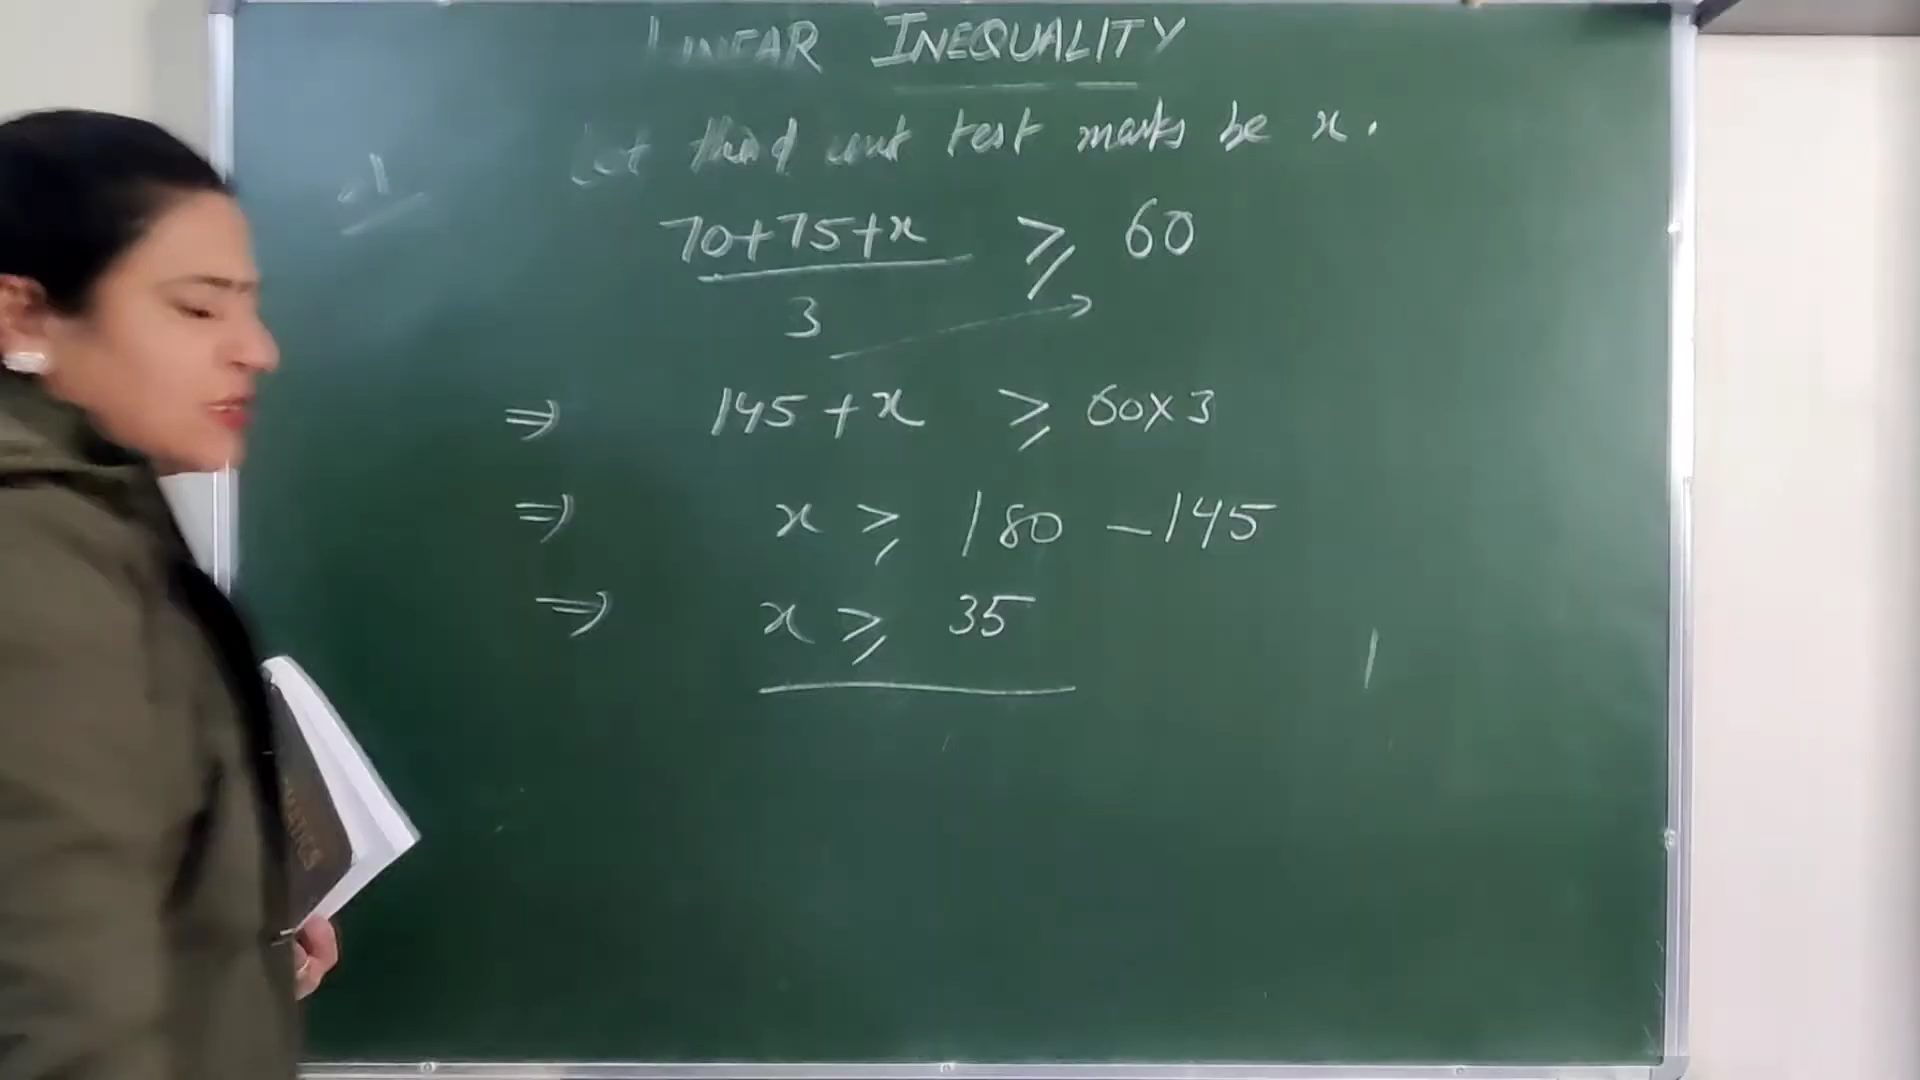 LINEAR INEQUALITY
Let third unit test marks be x.
70+75+x ⩾ 60
3
⇒ 145 + x ⩾ 60×3
⇒ x ⩾ 180 - 145
⇒ x ⩾ 35